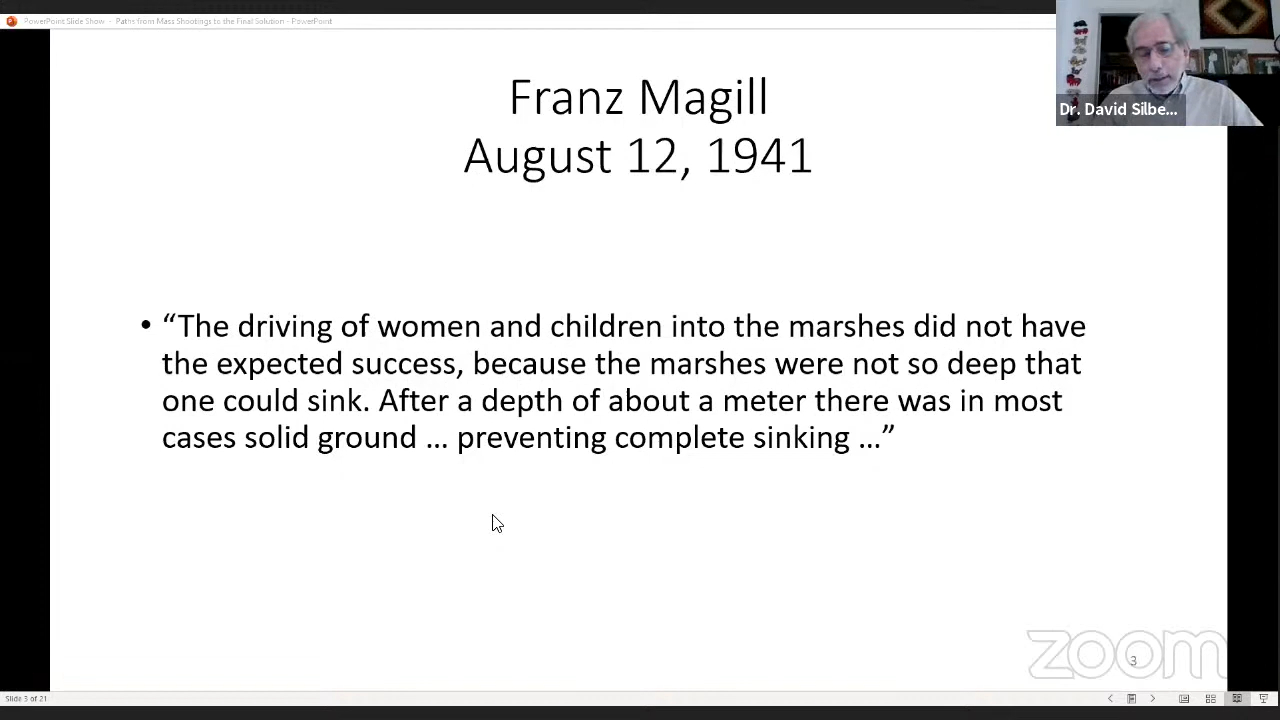 PowerPoint Slide Show - Paths from Mass Shootings to the Final Solution - PowerPoint
Dr. David Silbe...
Franz Magill
August 12, 1941
• “The driving of women and children into the marshes did not have
the expected success, because the marshes were not so deep that
one could sink. After a depth of about a meter there was in most
cases solid ground … preventing complete sinking …”
zoom
3
Slide 3 of 21